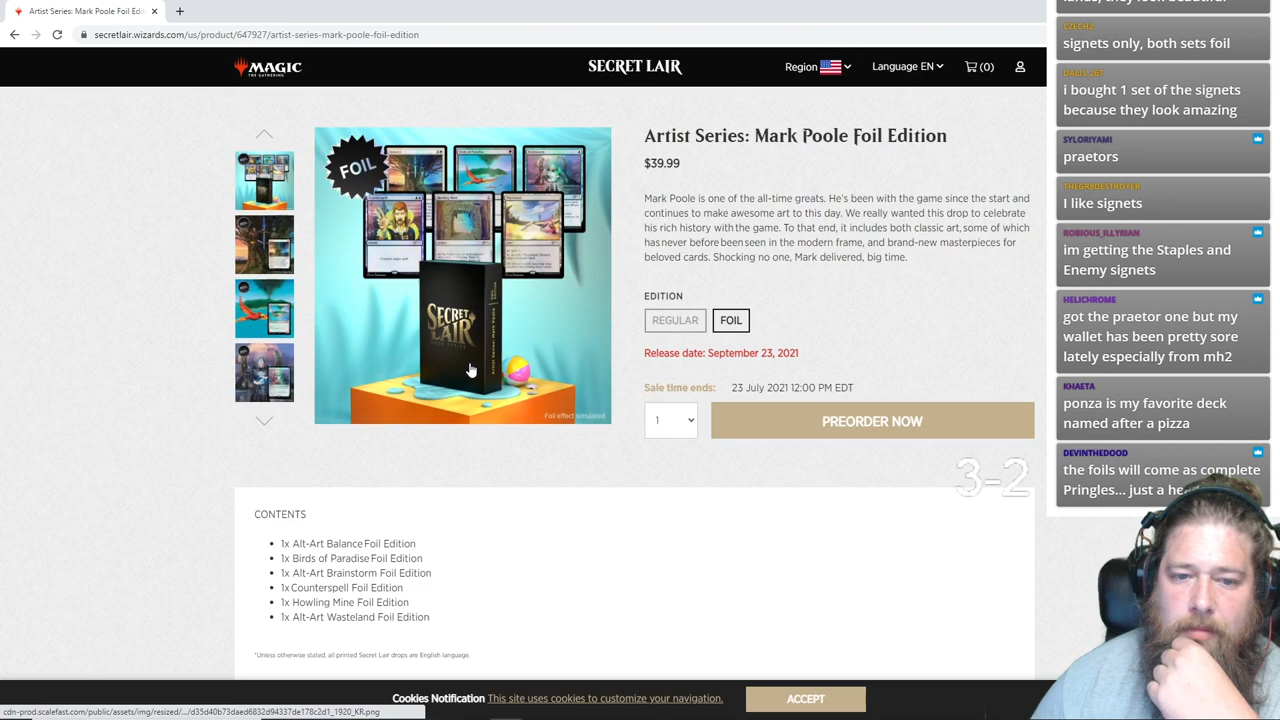 Artist Series: Mark Poole Foil Edit
secretlair.wizards.com/us/product/647927/artist-series-mark-poole-foil-edition
MAGIC
THE GATHERING
SECRET LAIR
Region
Language EN
(0)
FOIL
SECRET
LAIR
Foil effect simulated
Artist Series: Mark Poole Foil Edition
$39.99
Mark Poole is one of the all-time greats. He's been with the game since the start and
continues to make awesome art to this day. We really wanted this drop to celebrate
his rich history with the game. To that end, it includes both classic art, some of which
has never before been seen in the modern frame, and brand-new masterpieces for
beloved cards. Shocking no one, Mark delivered, big time.
EDITION
REGULAR
FOIL
Release date: September 23, 2021
Sale time ends: 23 July 2021 12:00 PM EDT
1
PREORDER NOW
3-2
CONTENTS
1x Alt-Art Balance Foil Edition
1x Birds of Paradise Foil Edition
1x Alt-Art Brainstorm Foil Edition
1x Counterspell Foil Edition
1x Howling Mine Foil Edition
1x Alt-Art Wasteland Foil Edition
*Unless otherwise stated, all printed Secret Lair drops are English language.
Cookies Notification This site uses cookies to customize your navigation.
ACCEPT
cdn-prod.scalefast.com/public/assets/img/resized/.../d35d40b73daed6832d94337de178c2d1_1920_KR.png
CZECH2
signets only, both sets foil
DALIS_267
i bought 1 set of the signets
because they look amazing
SYLORIYAMI
praetors
THEGR8DESTROYER
I like signets
ROBIOUS_ILLYRIAN
im getting the Staples and
Enemy signets
HELICHROME
got the praetor one but my
wallet has been pretty sore
lately especially from mh2
KHAETA
ponza is my favorite deck
named after a pizza
DEVINTHEDOOD
the foils will come as complete
Pringles... just a